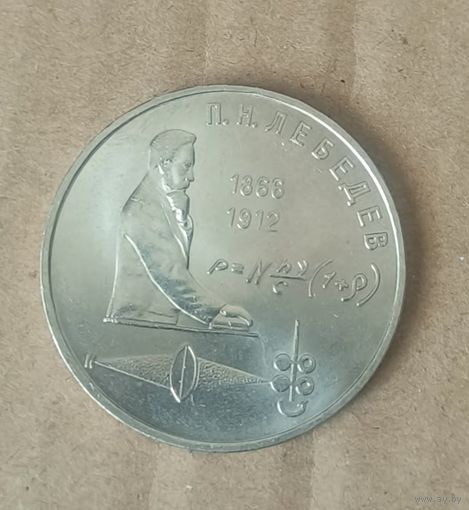 П. Н. ЛЕБЕДЕВ
1866
1912
p=N hν/c (1+ρ)
К
www.ay.by